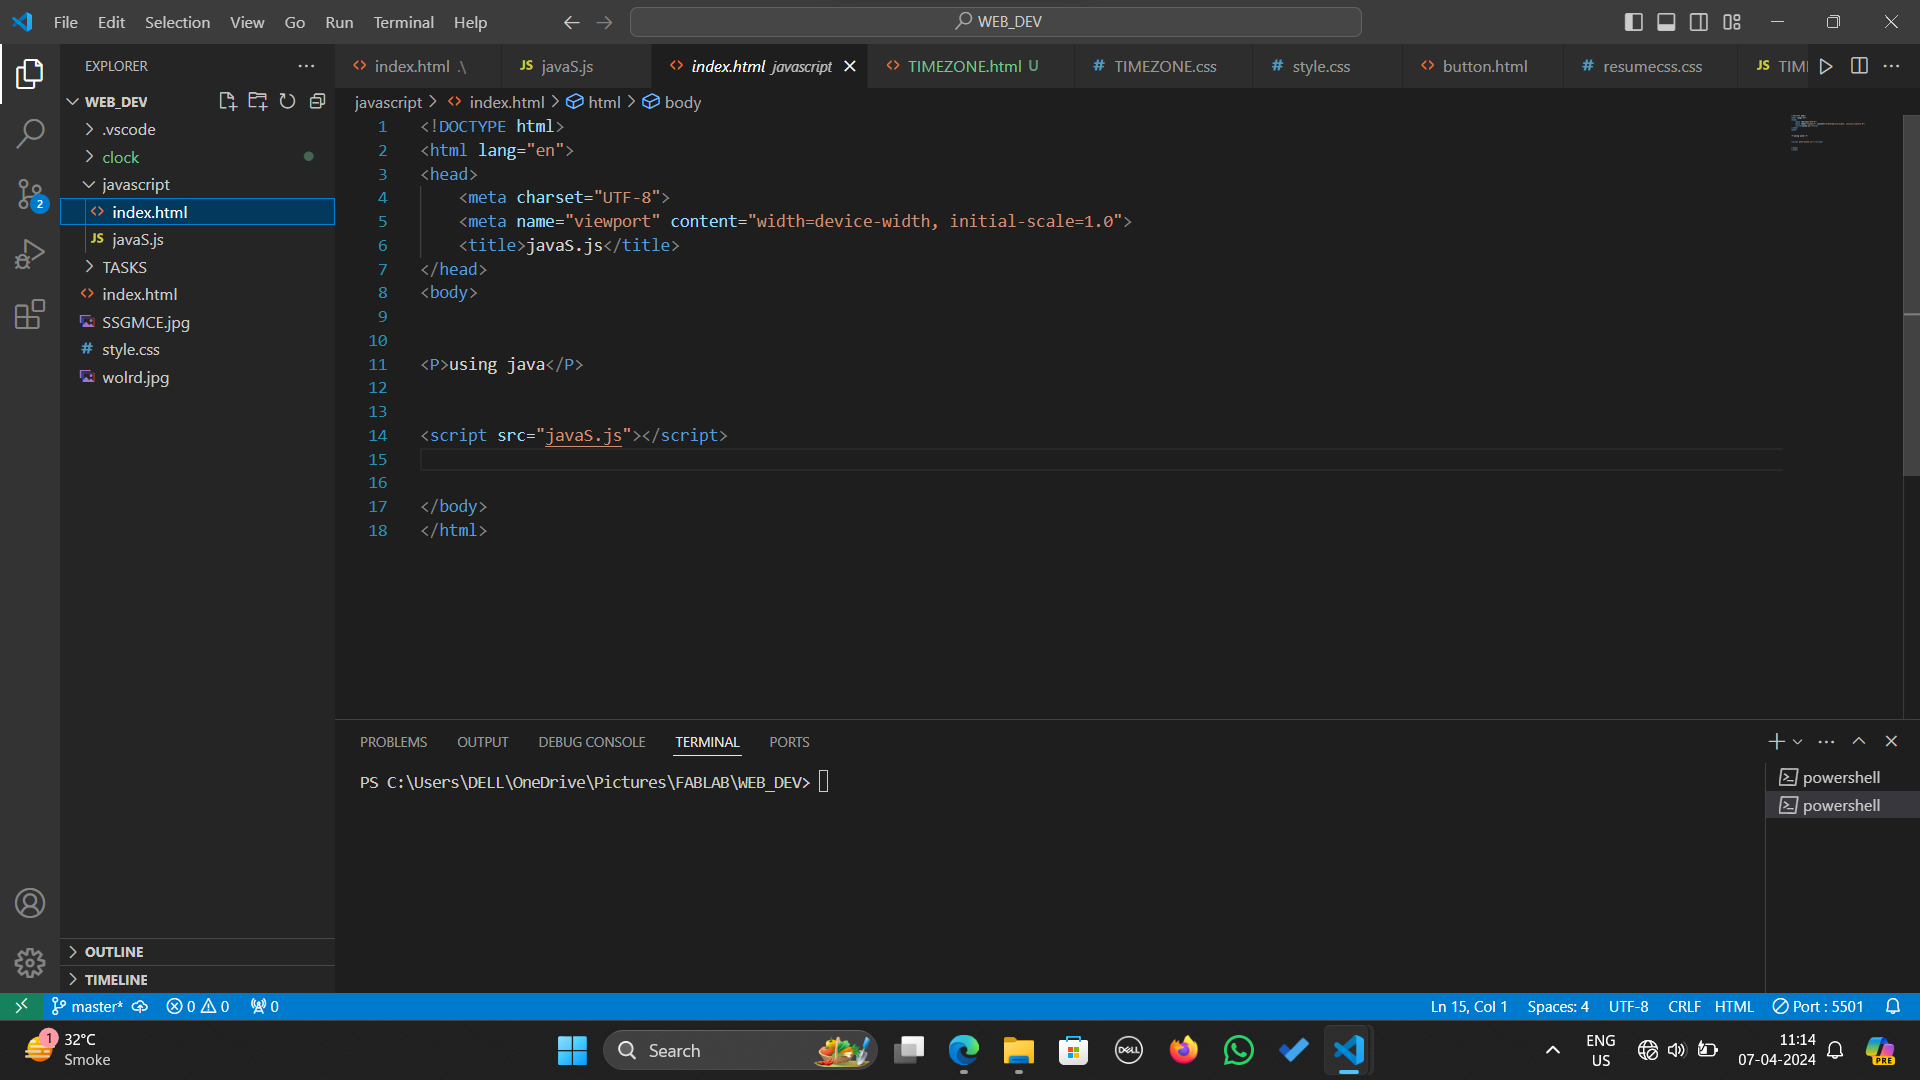 File Edit Selection View Go Run Terminal Help
WEB_DEV
EXPLORER
index.html .\
JS javaS.js
index.html javascript
TIMEZONE.html U
# TIMEZONE.css
# style.css
button.html
# resumecss.css
JS TIMI
WEB_DEV
.vscode
clock
javascript
index.html
JS javaS.js
TASKS
index.html
SSGMCE.jpg
# style.css
wolrd.jpg
2
OUTLINE
TIMELINE
javascript > index.html > html > body
1 <!DOCTYPE html>
2 <html lang="en">
3 <head>
4     <meta charset="UTF-8">
5     <meta name="viewport" content="width=device-width, initial-scale=1.0">
6     <title>javaS.js</title>
7 </head>
8 <body>
9
10
11 <P>using java</P>
12
13
14 <script src="javaS.js"></script>
15
16
17 </body>
18 </html>
PROBLEMS OUTPUT DEBUG CONSOLE TERMINAL PORTS
PS C:\Users\DELL\OneDrive\Pictures\FABLAB\WEB_DEV>
powershell
powershell
master* 0 0 0
Ln 15, Col 1 Spaces: 4 UTF-8 CRLF HTML Port : 5501
1
32°C
Smoke
Search
DELL
ENG
US
11:14
07-04-2024
PRE